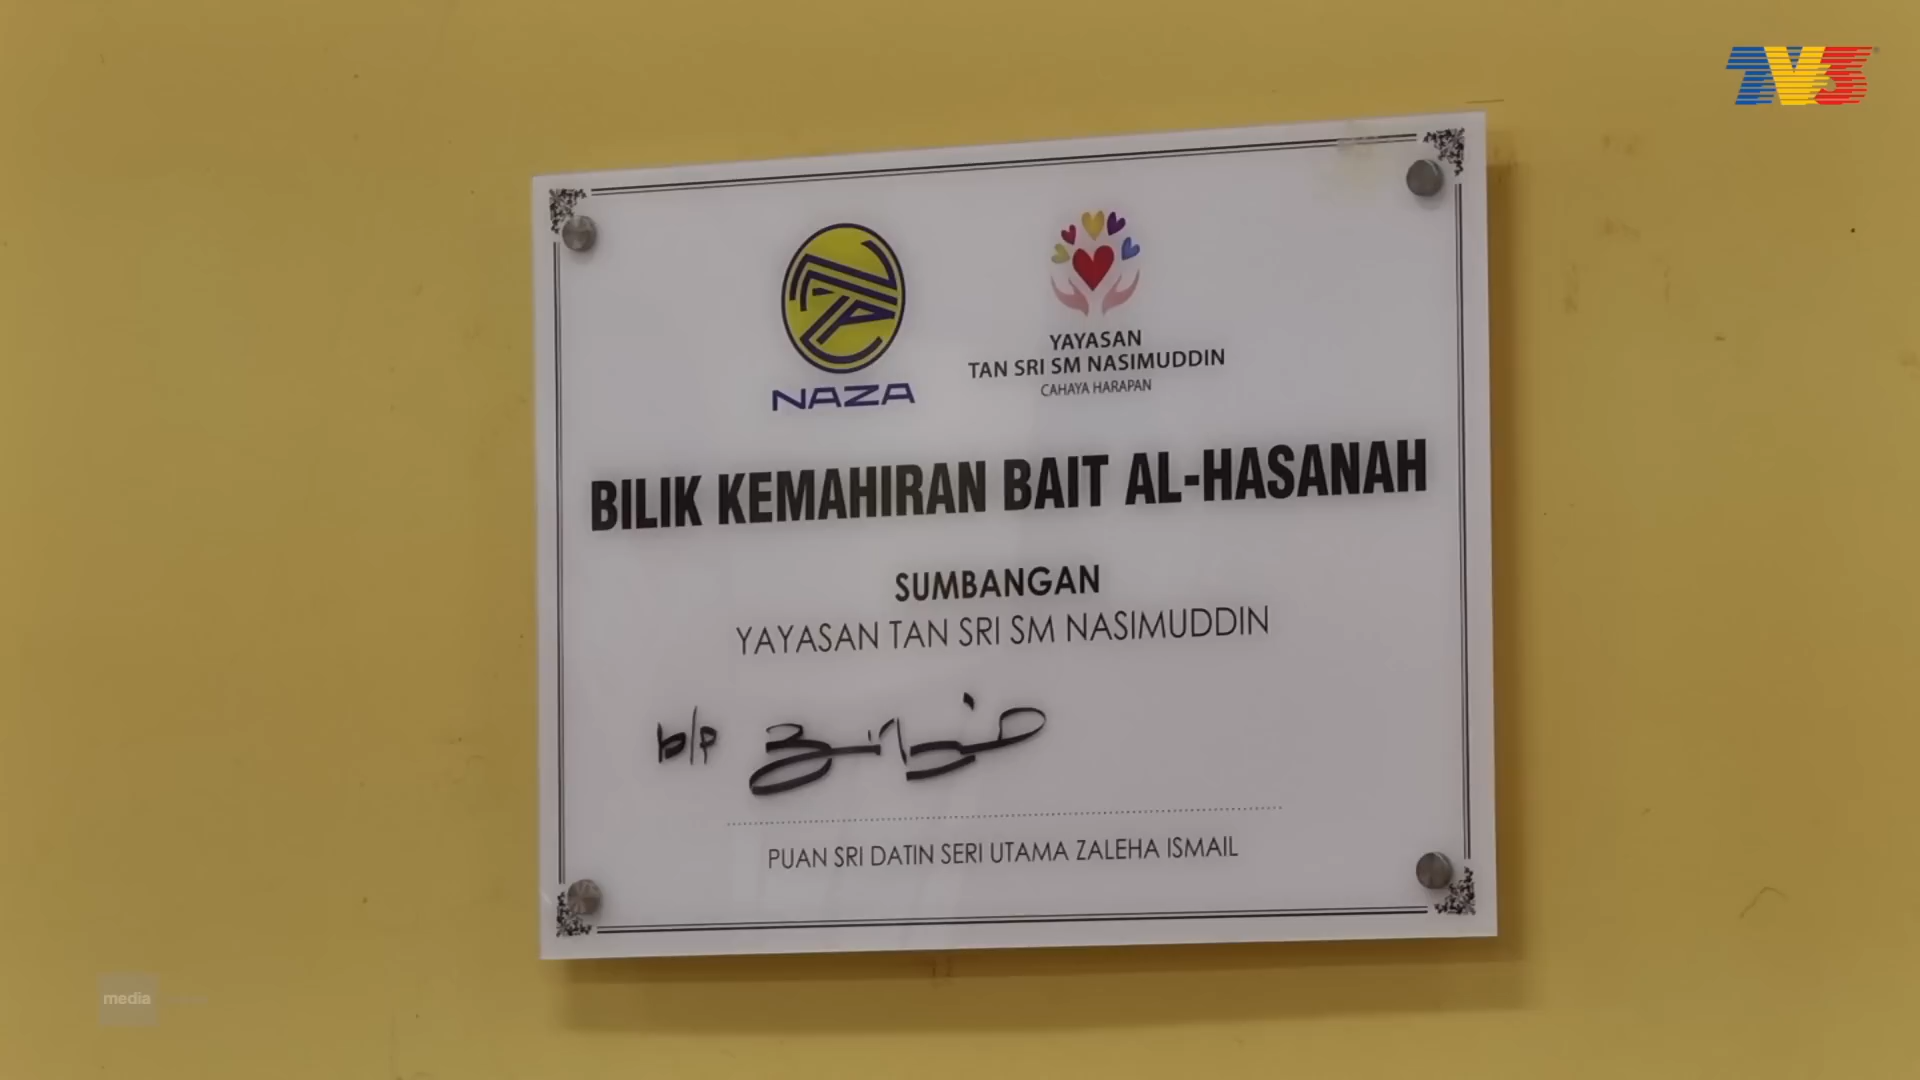 TV3
NAZA
YAYASAN
TAN SRI SM NASIMUDDIN
CAHAYA HARAPAN
BILIK KEMAHIRAN BAIT AL-HASANAH
SUMBANGAN
YAYASAN TAN SRI SM NASIMUDDIN
b/p
PUAN SRI DATIN SERI UTAMA ZALEHA ISMAIL
media